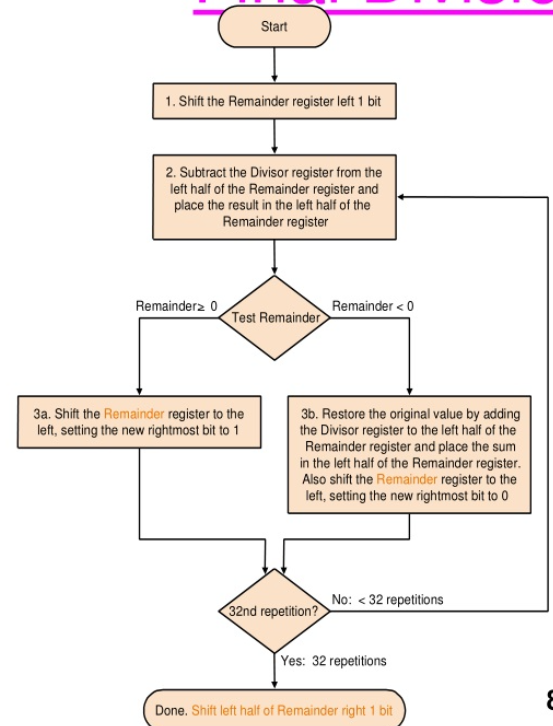 Start
1. Shift the Remainder register left 1 bit
2. Subtract the Divisor register from the
left half of the Remainder register and
place the result in the left half of the
Remainder register
Remainder≥ 0
Test Remainder
Remainder < 0
3a. Shift the Remainder register to the
left, setting the new rightmost bit to 1
3b. Restore the original value by adding
the Divisor register to the left half of the
Remainder register and place the sum
in the left half of the Remainder register.
Also shift the Remainder register to the
left, setting the new rightmost bit to 0
32nd repetition?
No: < 32 repetitions
Yes: 32 repetitions
Done. Shift left half of Remainder right 1 bit